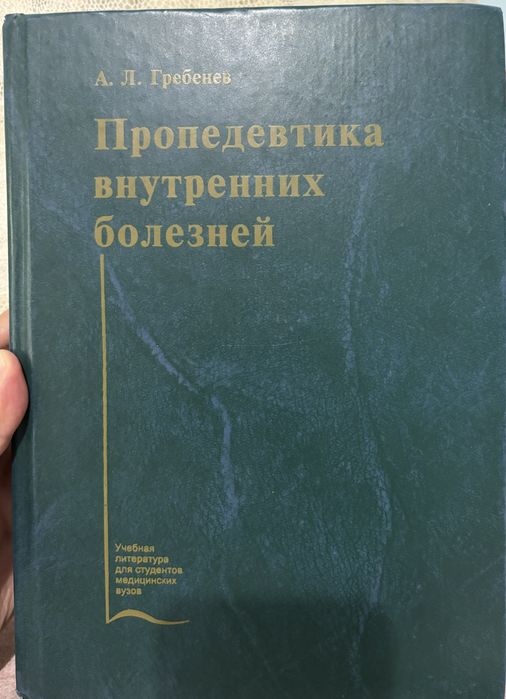 А. Л. Гребенев
Пропедевтика
внутренних
болезней
Учебная
литература
для студентов
медицинских
вузов